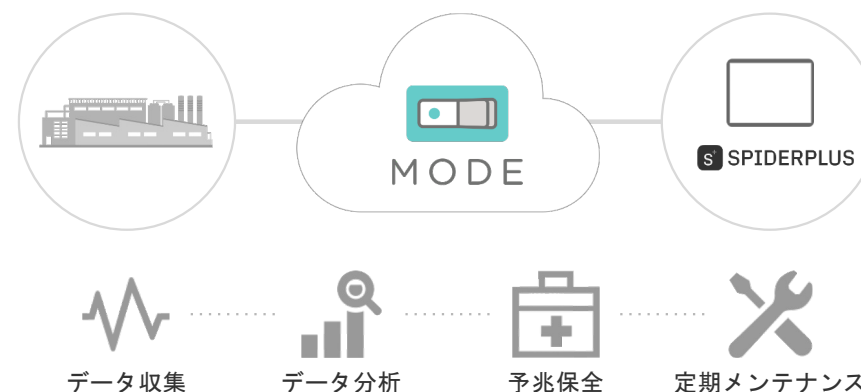 MODE
S+ SPIDERPLUS
データ収集
データ分析
予兆保全
定期メンテナンス